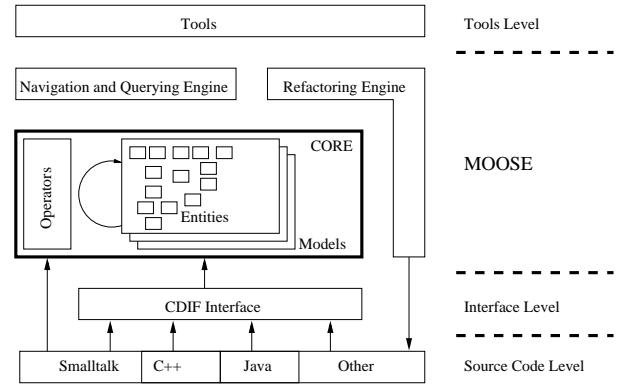 Tools
Tools Level
Navigation and Querying Engine
Refactoring Engine
CORE
MOOSE
Operators
Entities
Models
CDIF Interface
Interface Level
Smalltalk
C++
Java
Other
Source Code Level